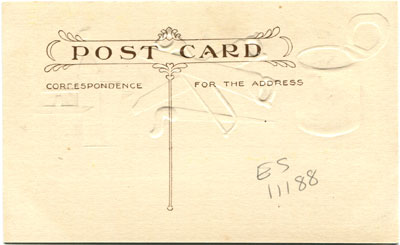 POST CARD
CORRESPONDENCE FOR THE ADDRESS
ES
11188